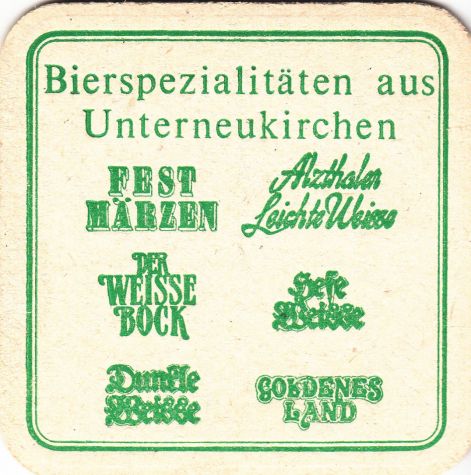 Bierspezialitäten aus
Unterneukirchen
FEST
MÄRZEN
Alzthaler
Leichte Weisse
DER
WEISSE
BOCK
Hefe
Weisse
Dunkle
Weisse
GOLDENES
LAND